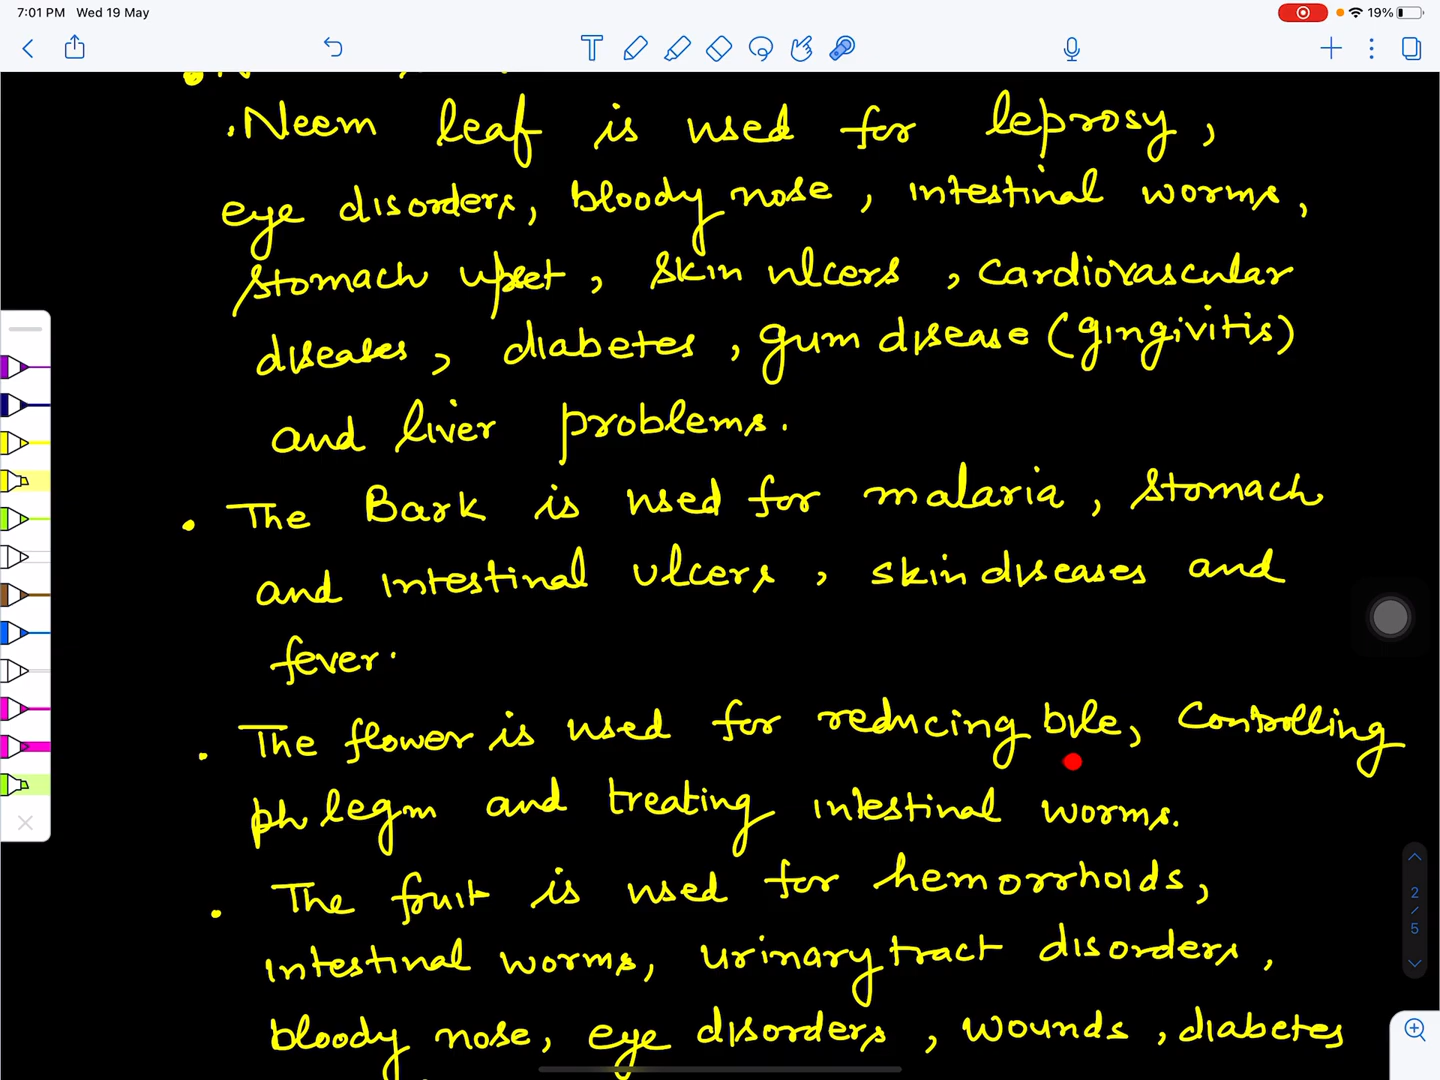 7:01 PM Wed 19 May
19%
.Neem leaf is used for leprosy,
eye disorders, bloody nose, intestinal worms,
stomach upset, skin ulcers, cardiovascular
diseases, diabetes, gum disease (gingivitis)
and liver problems.
• The Bark is used for malaria, stomach
and intestinal ulcers, skin diseases and
fever.
• The flower is used for reducing bile, controlling
phlegm and treating intestinal worms.
• The fruit is used for hemorrhoids,
intestinal worms, urinary tract disorders,
bloody nose, eye disorders, wounds, diabetes
2
/
5